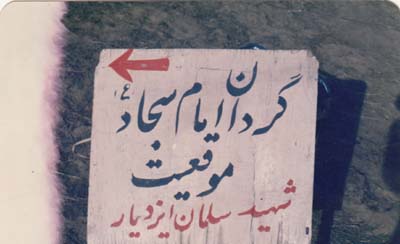 گردان امام سجاد ع
موقعیت
شهید سلمان ایزدیار